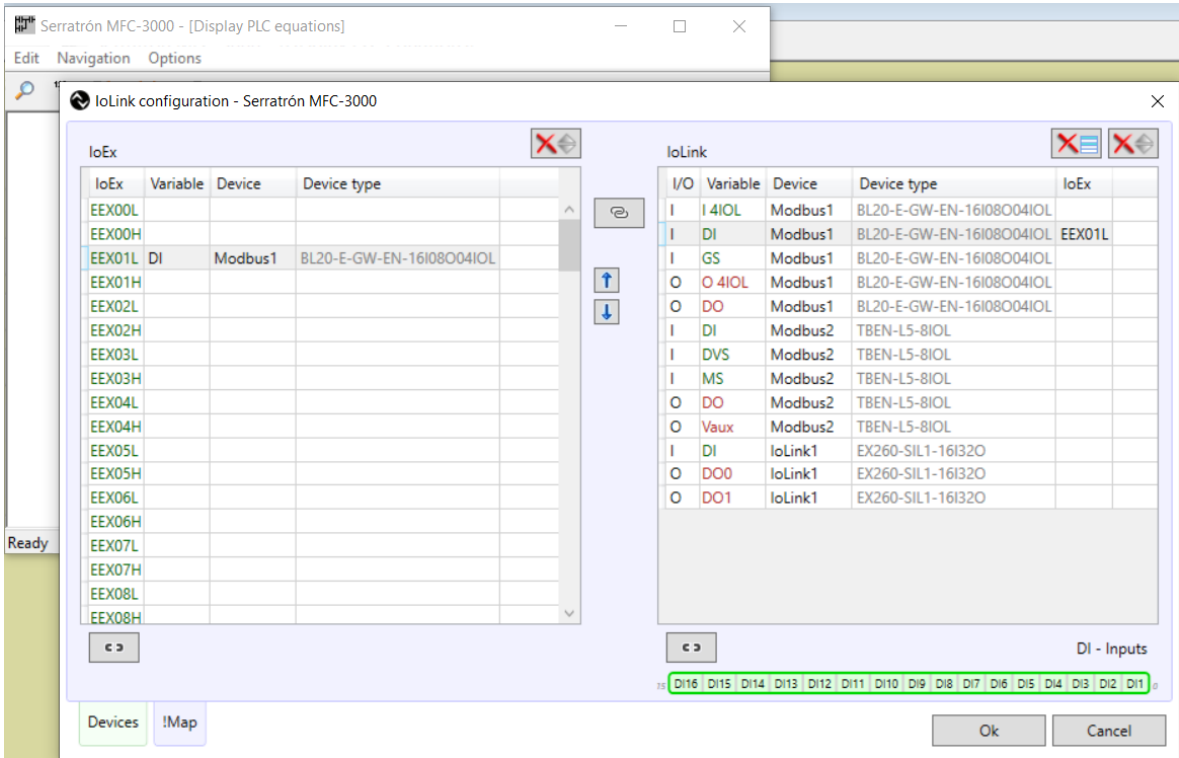 Serratrón MFC-3000 - [Display PLC equations]
Edit Navigation Options
IoLink configuration - Serratrón MFC-3000
IoEx
IoEx Variable Device Device type
EEX00L
EEX00H
EEX01L DI Modbus1 BL20-E-GW-EN-16I08O04IOL
EEX01H
EEX02L
EEX02H
EEX03L
EEX03H
EEX04L
EEX04H
EEX05L
EEX05H
EEX06L
EEX06H
EEX07L
EEX07H
EEX08L
EEX08H
IoLink
I/O Variable Device Device type IoEx
I I 4IOL Modbus1 BL20-E-GW-EN-16I08O04IOL
I DI Modbus1 BL20-E-GW-EN-16I08O04IOL EEX01L
I GS Modbus1 BL20-E-GW-EN-16I08O04IOL
O O 4IOL Modbus1 BL20-E-GW-EN-16I08O04IOL
O DO Modbus1 BL20-E-GW-EN-16I08O04IOL
I DI Modbus2 TBEN-L5-8IOL
I DVS Modbus2 TBEN-L5-8IOL
I MS Modbus2 TBEN-L5-8IOL
O DO Modbus2 TBEN-L5-8IOL
O Vaux Modbus2 TBEN-L5-8IOL
I DI IoLink1 EX260-SIL1-16I32O
O DO0 IoLink1 EX260-SIL1-16I32O
O DO1 IoLink1 EX260-SIL1-16I32O
DI - Inputs
15 DI16 DI15 DI14 DI13 DI12 DI11 DI10 DI9 DI8 DI7 DI6 DI5 DI4 DI3 DI2 DI1 0
Ready
Devices !Map
Ok Cancel